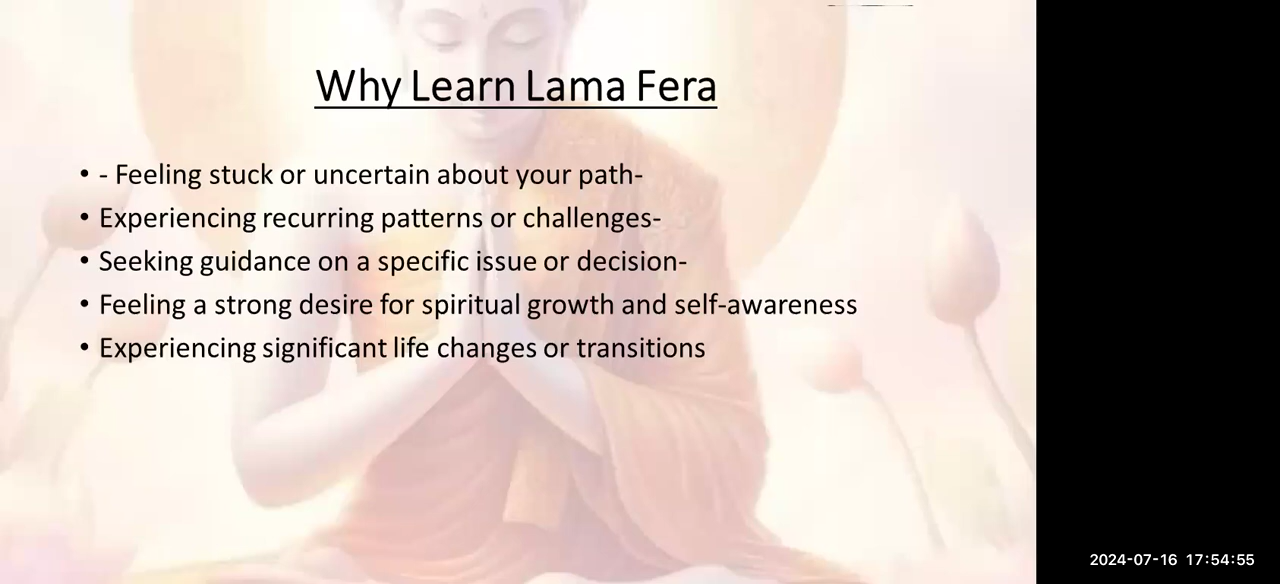 Why Learn Lama Fera
• - Feeling stuck or uncertain about your path-
• Experiencing recurring patterns or challenges-
• Seeking guidance on a specific issue or decision-
• Feeling a strong desire for spiritual growth and self-awareness
• Experiencing significant life changes or transitions
2024-07-16 17:54:55